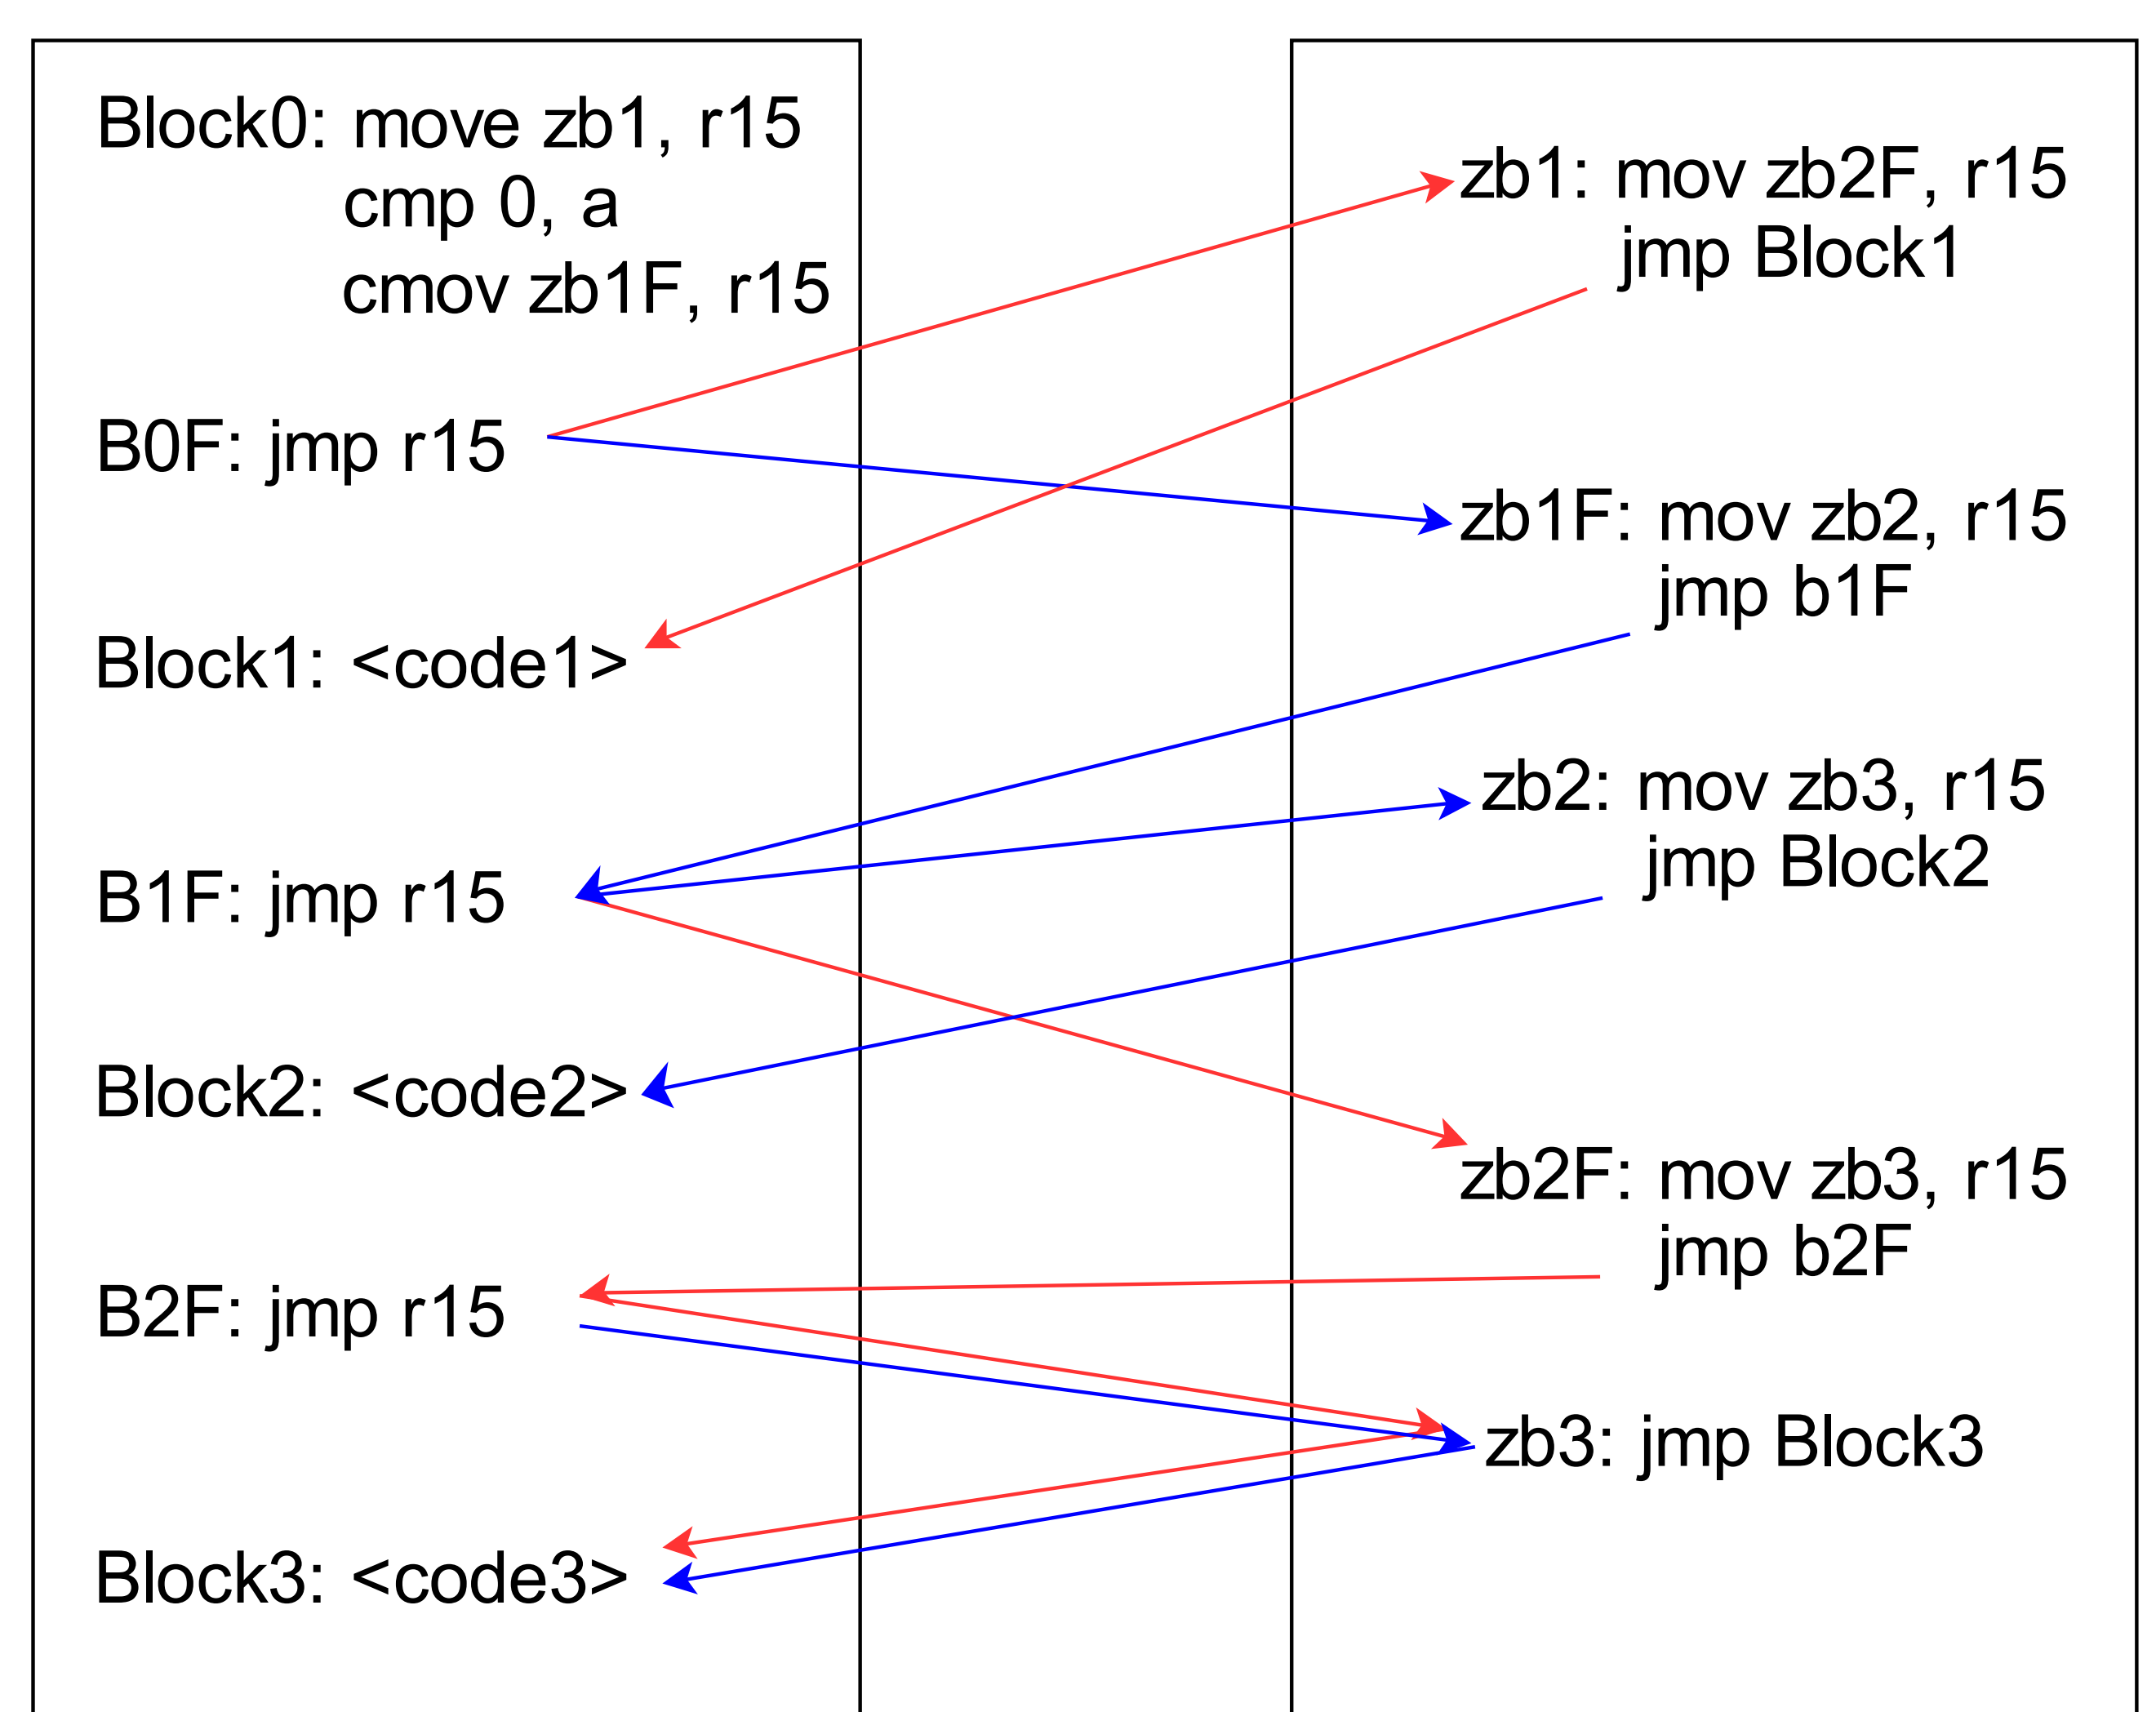 Block0: move zb1, r15
cmp 0, a
cmov zb1F, r15
B0F: jmp r15
Block1: <code1>
B1F: jmp r15
Block2: <code2>
B2F: jmp r15
Block3: <code3>
zb1: mov zb2F, r15
jmp Block1
zb1F: mov zb2, r15
jmp b1F
zb2: mov zb3, r15
jmp Block2
zb2F: mov zb3, r15
jmp b2F
zb3: jmp Block3